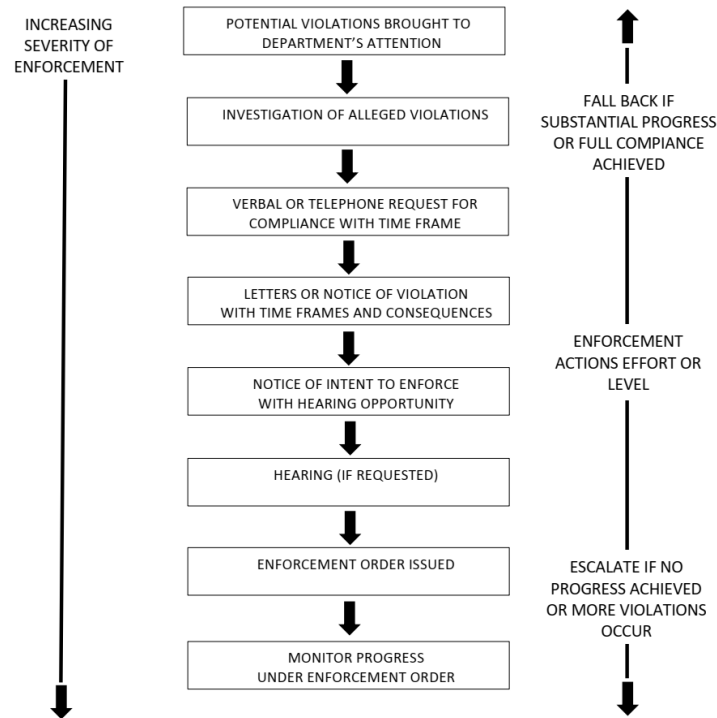 INCREASING
SEVERITY OF
ENFORCEMENT
POTENTIAL VIOLATIONS BROUGHT TO
DEPARTMENT'S ATTENTION
INVESTIGATION OF ALLEGED VIOLATIONS
VERBAL OR TELEPHONE REQUEST FOR
COMPLIANCE WITH TIME FRAME
LETTERS OR NOTICE OF VIOLATION
WITH TIME FRAMES AND CONSEQUENCES
NOTICE OF INTENT TO ENFORCE
WITH HEARING OPPORTUNITY
HEARING (IF REQUESTED)
ENFORCEMENT ORDER ISSUED
MONITOR PROGRESS
UNDER ENFORCEMENT ORDER
FALL BACK IF
SUBSTANTIAL PROGRESS
OR FULL COMPIANCE
ACHIEVED
ENFORCEMENT
ACTIONS EFFORT OR
LEVEL
ESCALATE IF NO
PROGRESS ACHIEVED
OR MORE VIOLATIONS
OCCUR